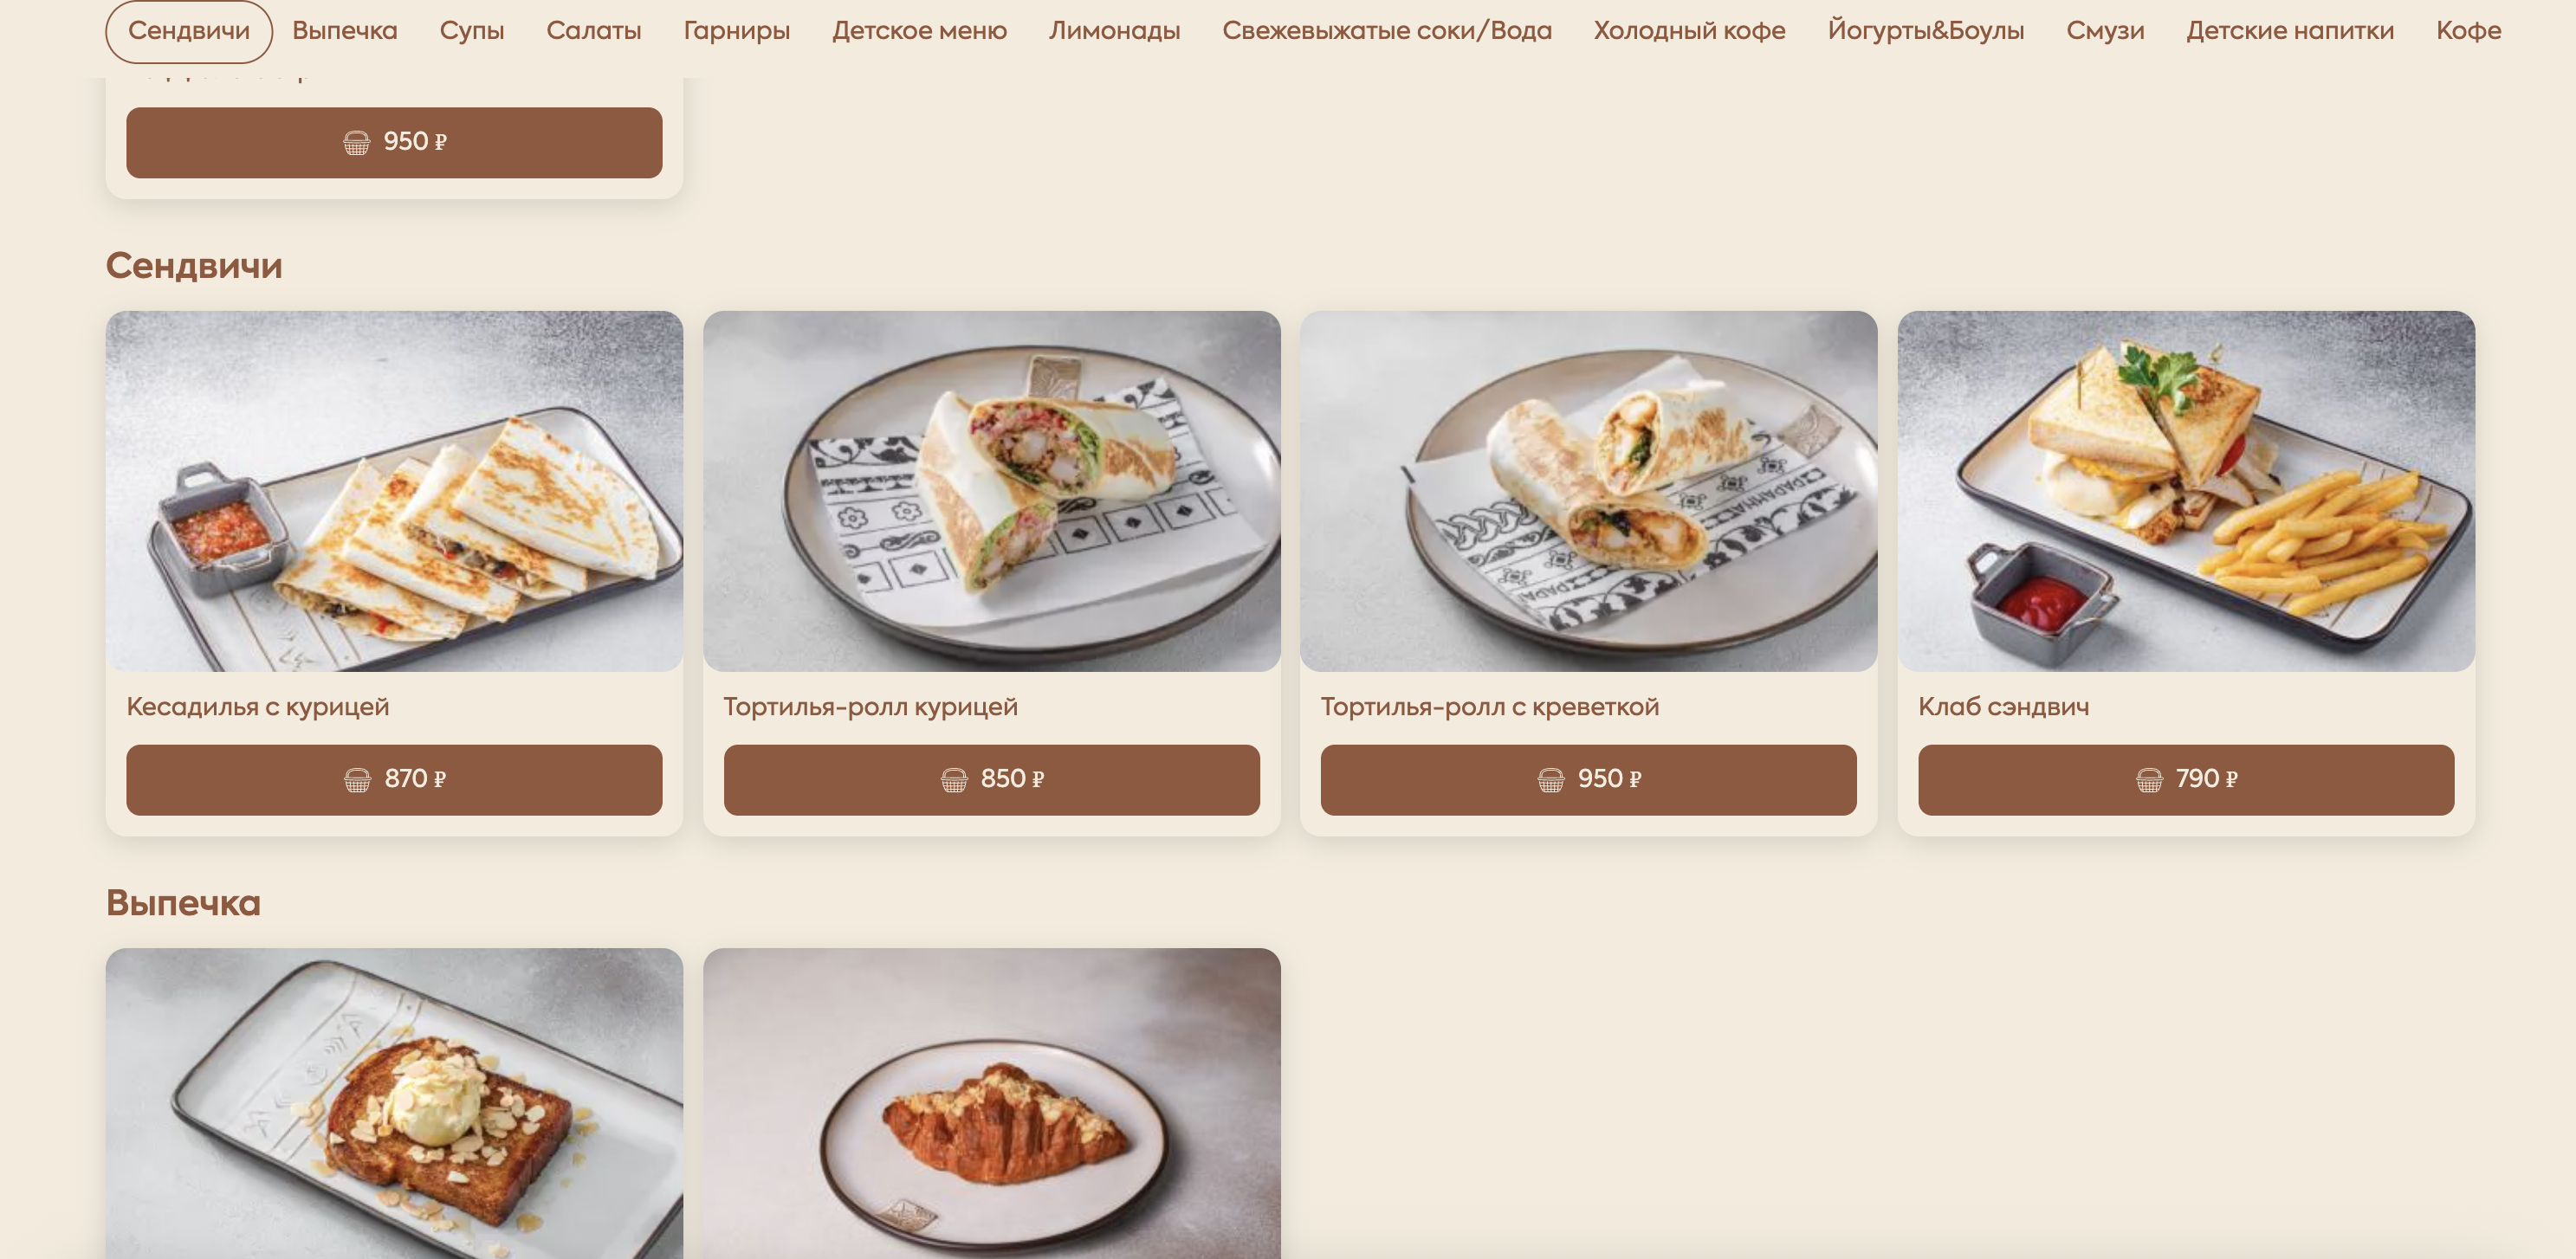 Сендвичи Выпечка Супы Салаты Гарниры Детское меню Лимонады Свежевыжатые соки/Вода Холодный кофе Йогурты&Боулы Смузи Детские напитки Кофе
950 ₽
Сендвичи
Кесадилья с курицей
870 ₽
Тортилья-ролл курицей
850 ₽
Тортилья-ролл с креветкой
950 ₽
Клаб сэндвич
790 ₽
Выпечка